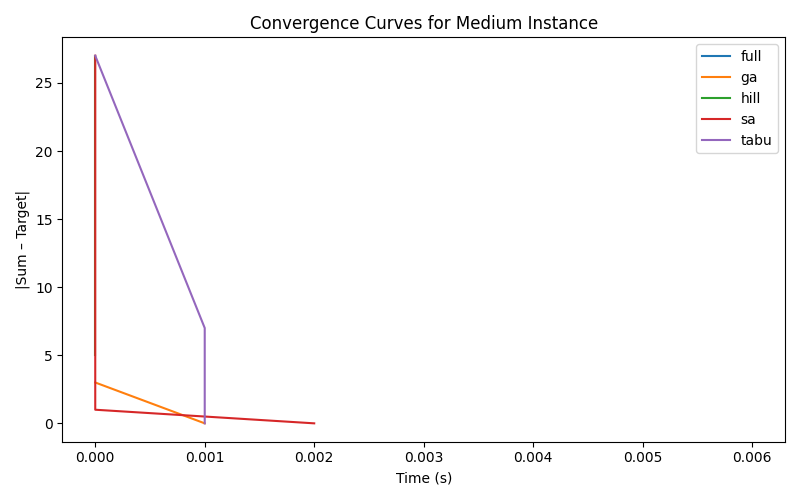 Convergence Curves for Medium Instance
full
ga
hill
sa
tabu
|Sum – Target|
25
20
15
10
5
0
0.000 0.001 0.002 0.003 0.004 0.005 0.006
Time (s)